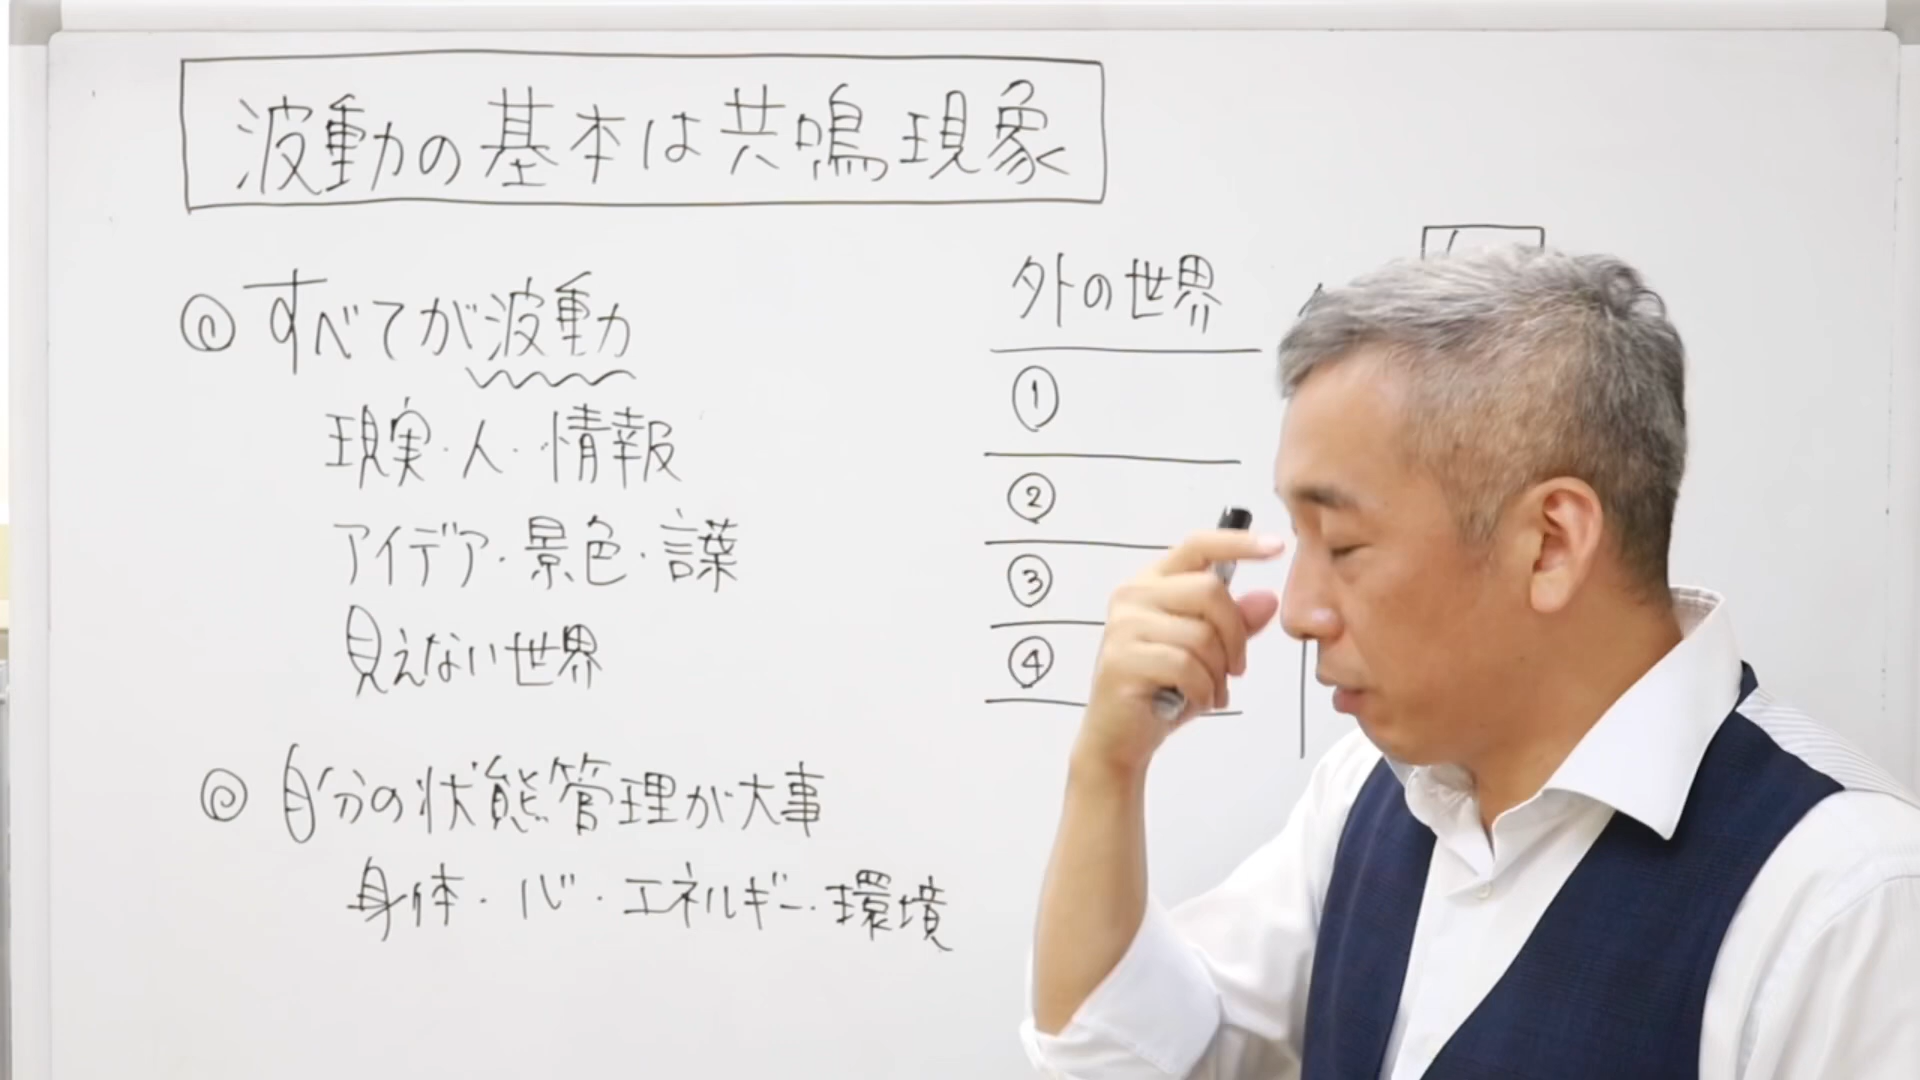 波動の基本は共鳴現象
◎ すべてが波動
現実・人・情報
アイデア・景色・言葉
見えない世界
◎ 自分の状態管理が大事
身体・心・エネルギー・環境
外の世界
①
②
③
④